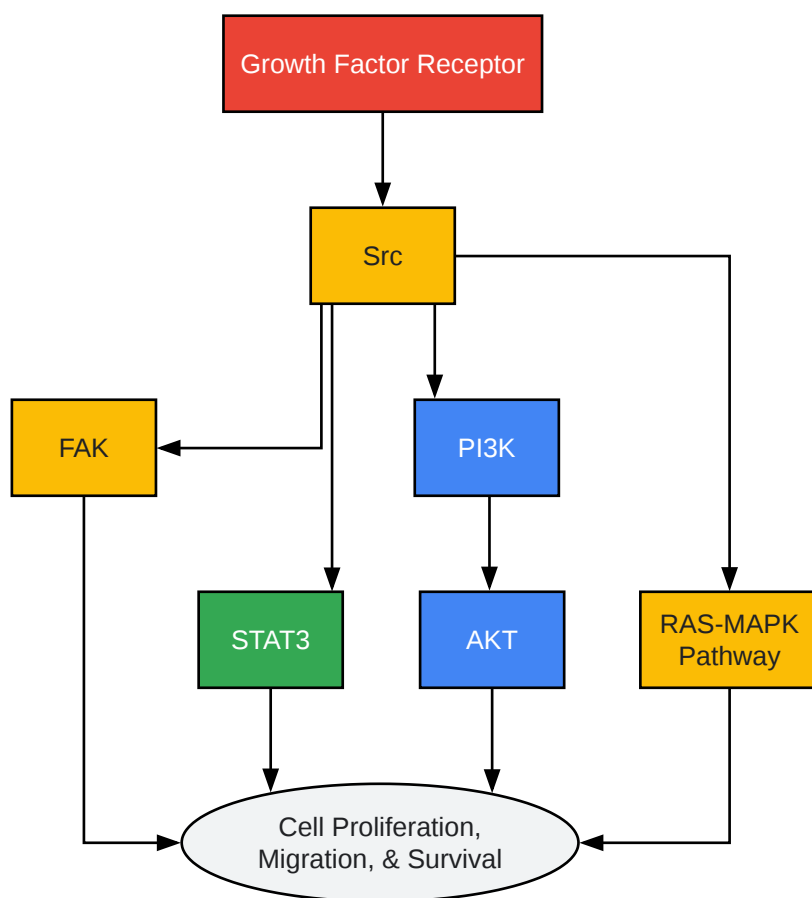 Growth Factor Receptor
Src
FAK
PI3K
STAT3
AKT
RAS-MAPK
Pathway
Cell Proliferation,
Migration, & Survival